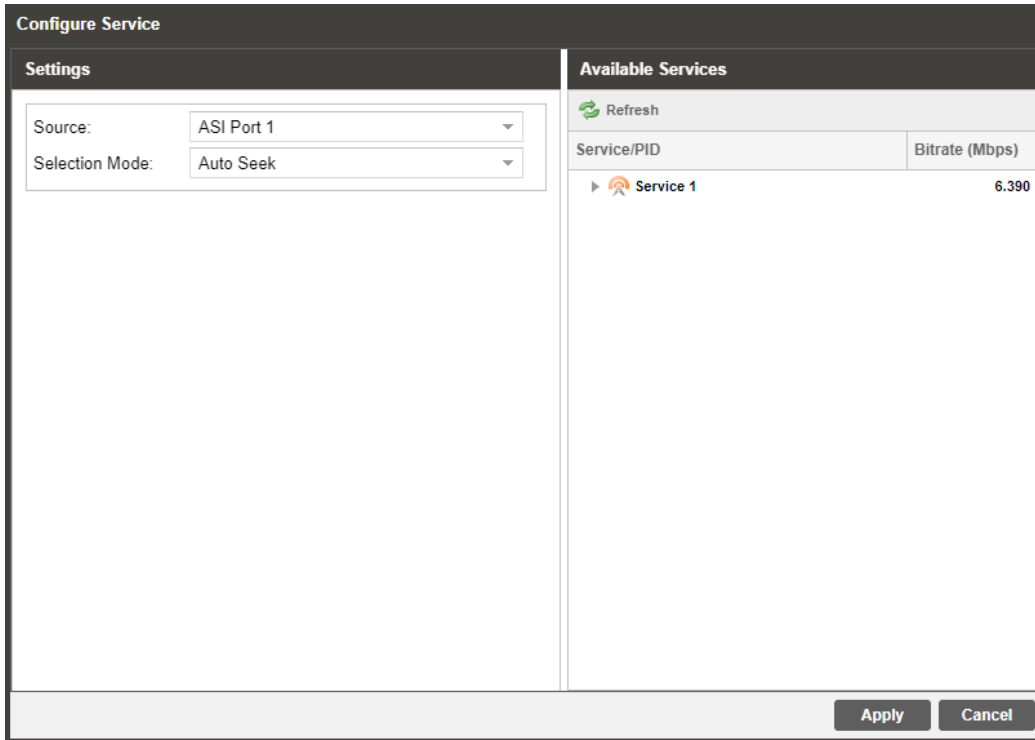 Configure Service
Settings
Source: ASI Port 1
Selection Mode: Auto Seek
Available Services
Refresh
Service/PID Bitrate (Mbps)
Service 1 6.390
Apply Cancel